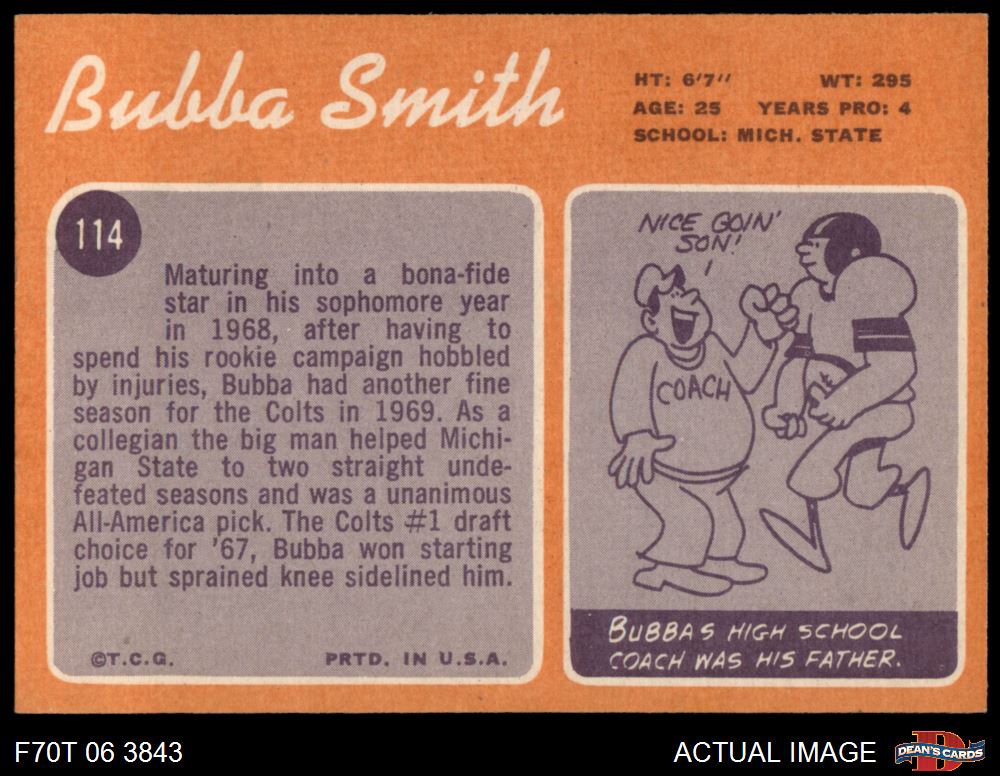 Bubba Smith
HT: 6'7" WT: 295
AGE: 25 YEARS PRO: 4
SCHOOL: MICH. STATE
114
Maturing into a bona-fide
star in his sophomore year
in 1968, after having to
spend his rookie campaign hobbled
by injuries, Bubba had another fine
season for the Colts in 1969. As a
collegian the big man helped Michi-
gan State to two straight unde-
feated seasons and was a unanimous
All-America pick. The Colts #1 draft
choice for '67, Bubba won starting
job but sprained knee sidelined him.
©T.C.G. PRTD. IN U.S.A.
NICE GOIN'
SON!
COACH
BUBBAS HIGH SCHOOL
COACH WAS HIS FATHER.
F70T 06 3843
ACTUAL IMAGE
DEAN'S CARDS